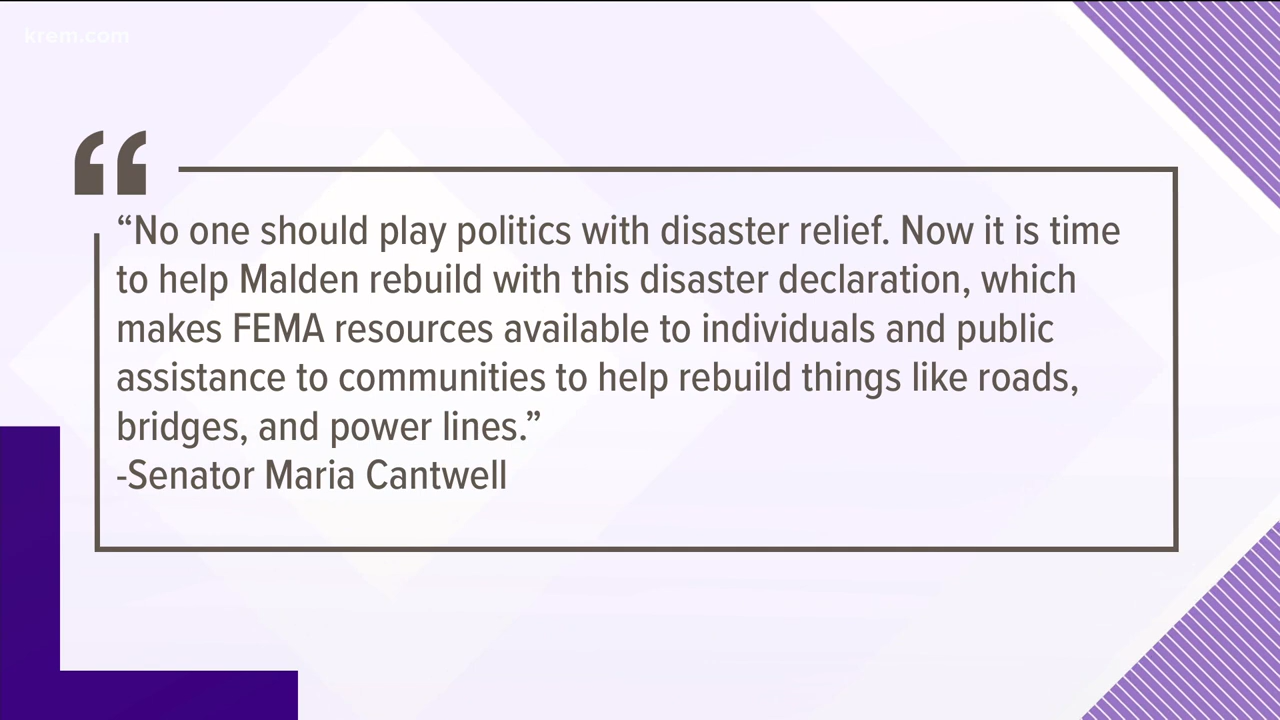 krem.com
“No one should play politics with disaster relief. Now it is time
to help Malden rebuild with this disaster declaration, which
makes FEMA resources available to individuals and public
assistance to communities to help rebuild things like roads,
bridges, and power lines.”
-Senator Maria Cantwell